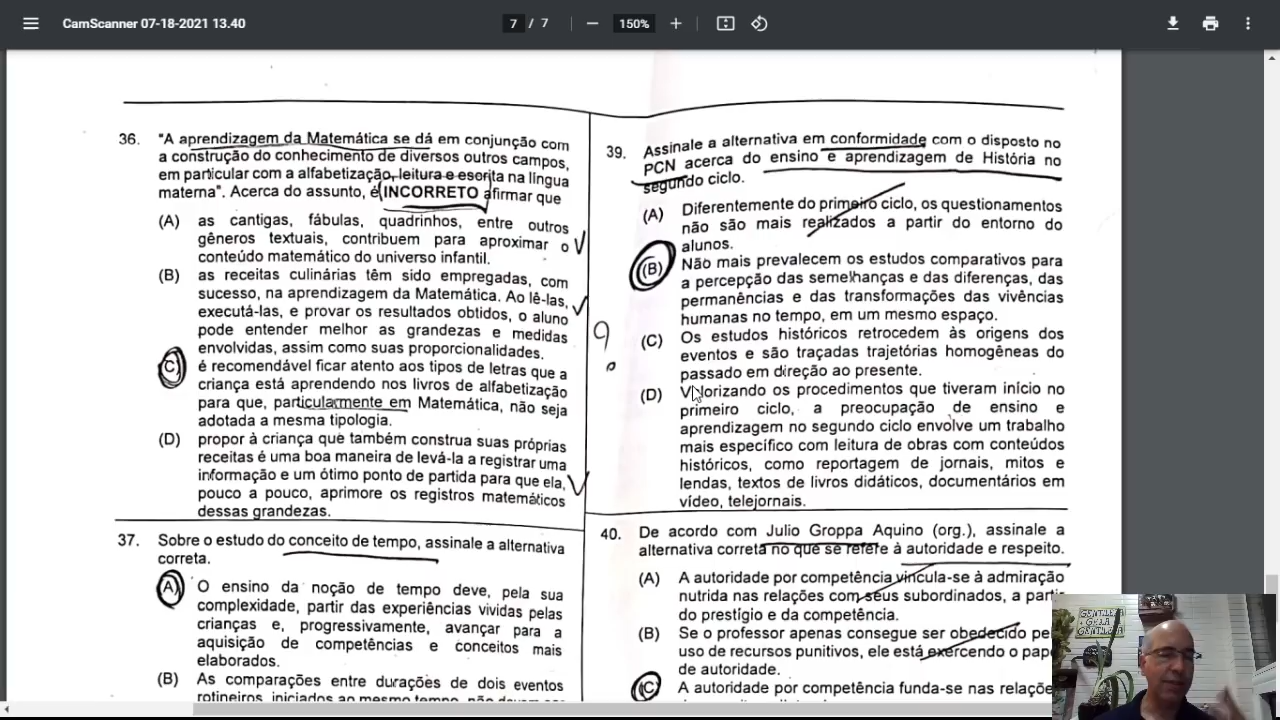 CamScanner 07-18-2021 13.40
7 / 7
150%
36. "A aprendizagem da Matemática se dá em conjunção com
a construção do conhecimento de diversos outros campos,
em particular com a alfabetização, leitura e escrita na língua
materna". Acerca do assunto, é INCORRETO afirmar que
(A) as cantigas, fábulas, quadrinhos, entre outros
gêneros textuais, contribuem para aproximar o
conteúdo matemático do universo infantil.
(B) as receitas culinárias têm sido empregadas, com
sucesso, na aprendizagem da Matemática. Ao lê-las,
executá-las, e provar os resultados obtidos, o aluno
pode entender melhor as grandezas e medidas
envolvidas, assim como suas proporcionalidades.
(C) é recomendável ficar atento aos tipos de letras que a
criança está aprendendo nos livros de alfabetização
para que, particularmente em Matemática, não seja
adotada a mesma tipologia.
(D) propor à criança que também construa suas próprias
receitas é uma boa maneira de levá-la a registrar uma
informação e um ótimo ponto de partida para que ela,
pouco a pouco, aprimore os registros matemáticos
dessas grandezas.
37. Sobre o estudo do conceito de tempo, assinale a alternativa
correta.
(A) O ensino da noção de tempo deve, pela sua
complexidade, partir das experiências vividas pelas
crianças e, progressivamente, avançar para a
aquisição de competências e conceitos mais
elaborados.
(B) As comparações entre durações de dois eventos
rotineiros, iniciados ao mesmo tempo, não devem ser
39. Assinale a alternativa em conformidade com o disposto no
PCN acerca do ensino e aprendizagem de História no
segundo ciclo.
(A) Diferentemente do primeiro ciclo, os questionamentos
não são mais realizados a partir do entorno do
alunos.
(B) Não mais prevalecem os estudos comparativos para
a percepção das semelhanças e das diferenças, das
permanências e das transformações das vivências
humanas no tempo, em um mesmo espaço.
(C) Os estudos históricos retrocedem às origens dos
eventos e são traçadas trajetórias homogêneas do
passado em direção ao presente.
(D) Valorizando os procedimentos que tiveram início no
primeiro ciclo, a preocupação de ensino e
aprendizagem no segundo ciclo envolve um trabalho
mais específico com leitura de obras com conteúdos
históricos, como reportagem de jornais, mitos e
lendas, textos de livros didáticos, documentários em
vídeo, telejornais.
40. De acordo com Julio Groppa Aquino (org.), assinale a
alternativa correta no que se refere à autoridade e respeito.
(A) A autoridade por competência vincula-se à admiração
nutrida nas relações com seus subordinados, a parti
do prestígio e da competência.
(B) Se o professor apenas consegue ser obedecido pe
uso de recursos punitivos, ele está exercendo o pap
de autoridade.
(C) A autoridade por competência funda-se nas relaçõe